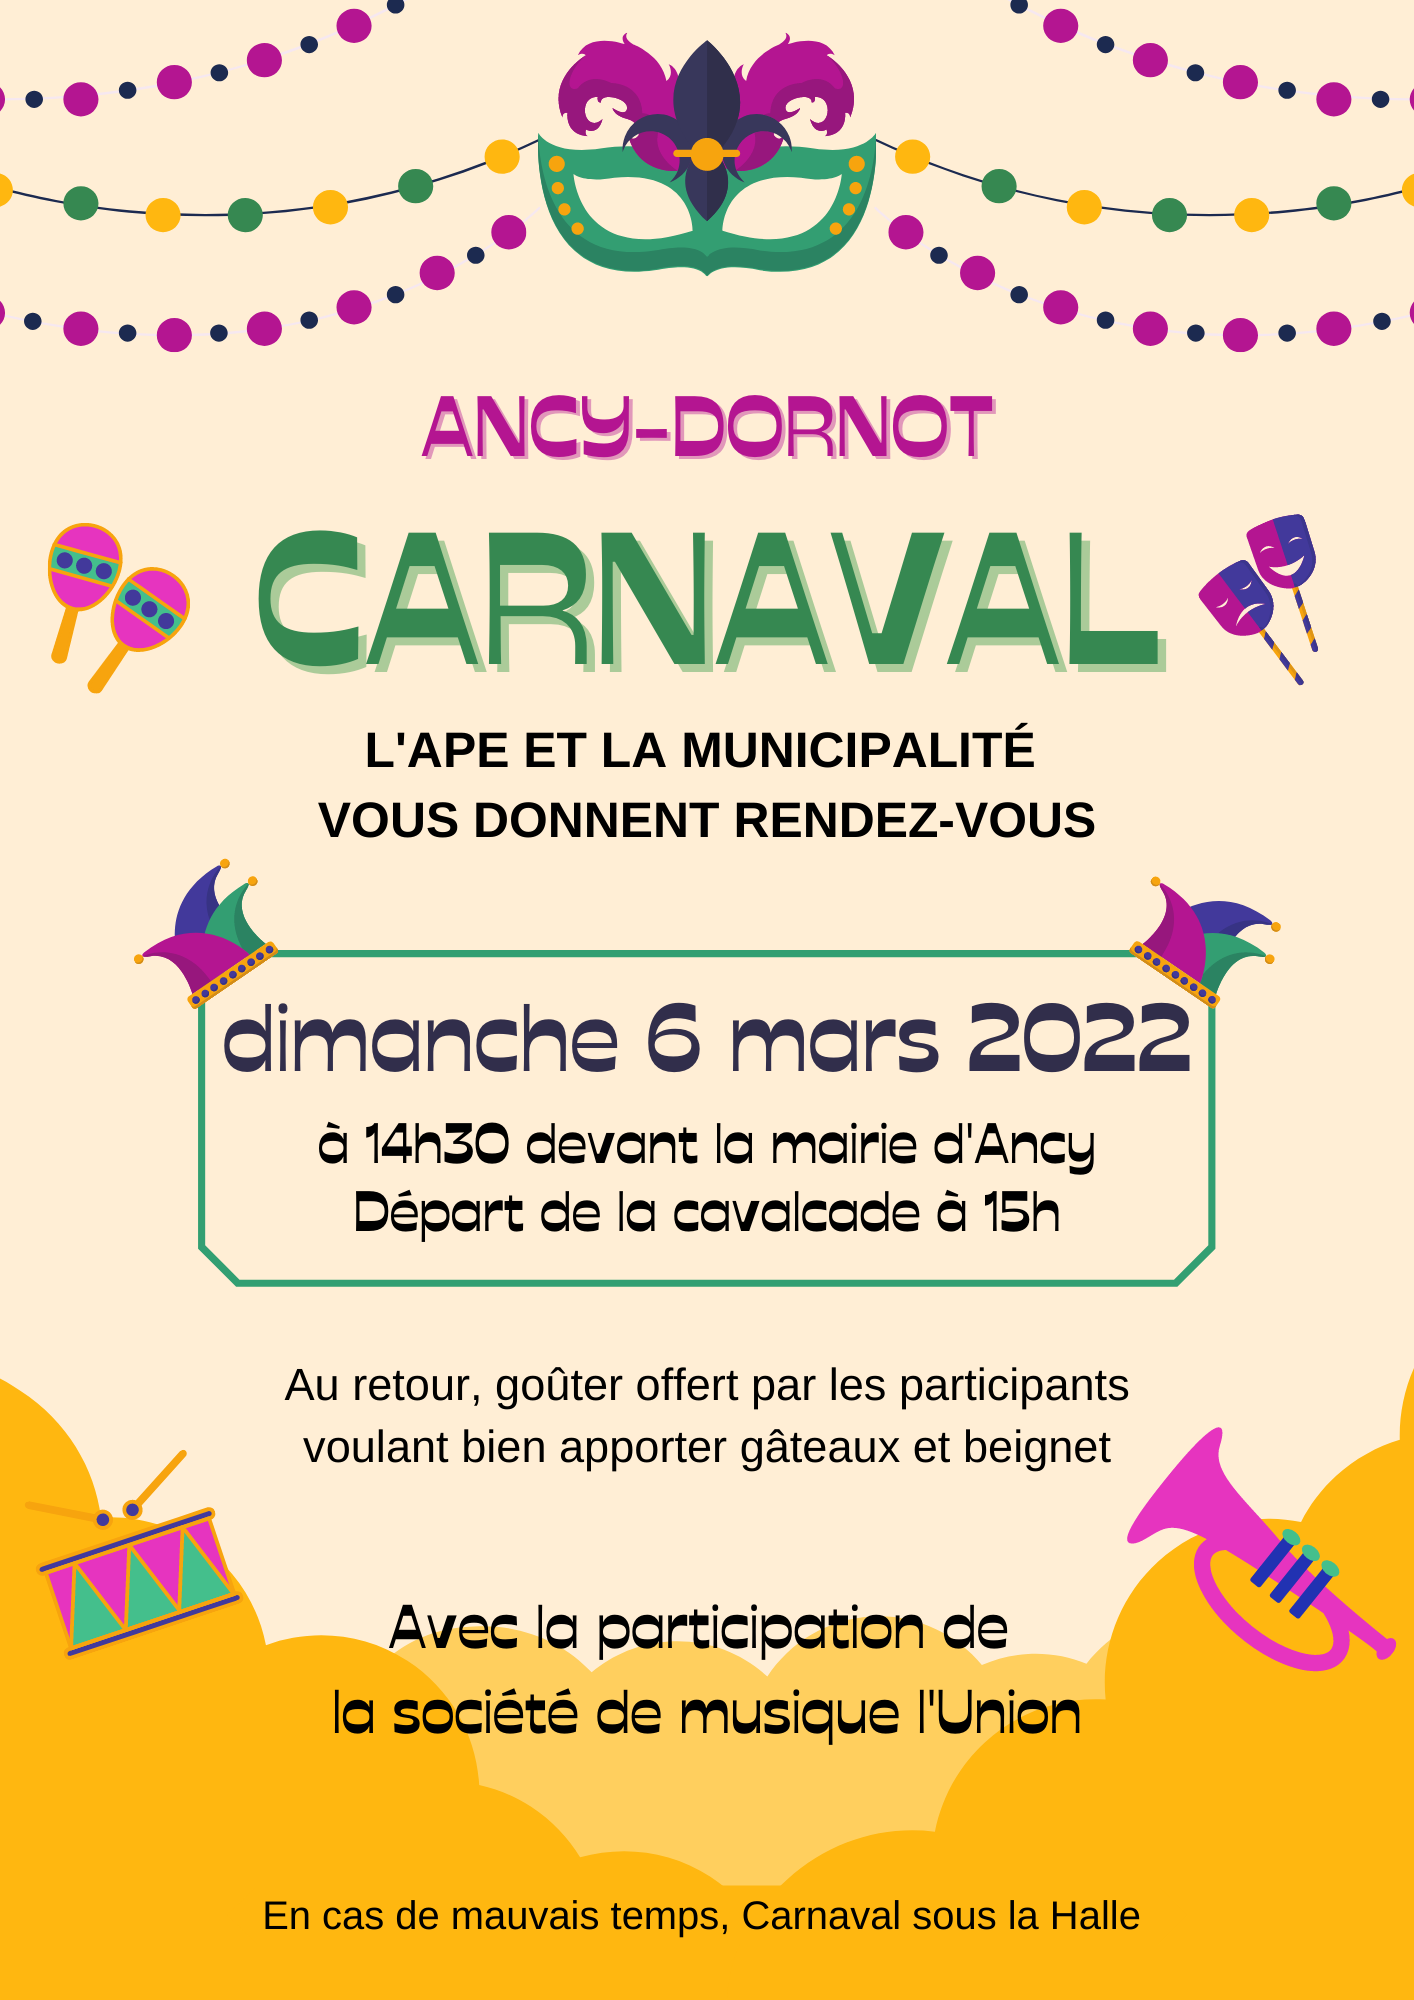 ANCY-DORNOT
CARNAVAL
L'APE ET LA MUNICIPALITÉ
VOUS DONNENT RENDEZ-VOUS
dimanche 6 mars 2022
à 14h30 devant la mairie d'Ancy
Départ de la cavalcade à 15h
Au retour, goûter offert par les participants
voulant bien apporter gâteaux et beignet
Avec la participation de
la société de musique l'Union
En cas de mauvais temps, Carnaval sous la Halle